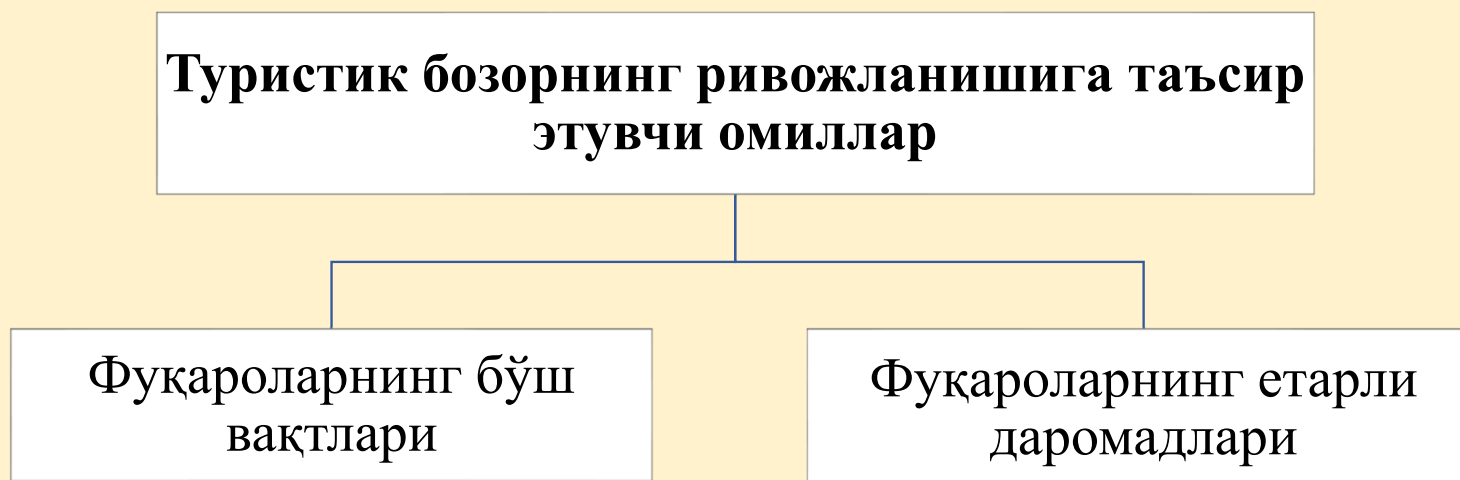 Туристик бозорнинг ривожланишига таъсир
этувчи омиллар
Фуқароларнинг бўш
вақтлари
Фуқароларнинг етарли
даромадлари